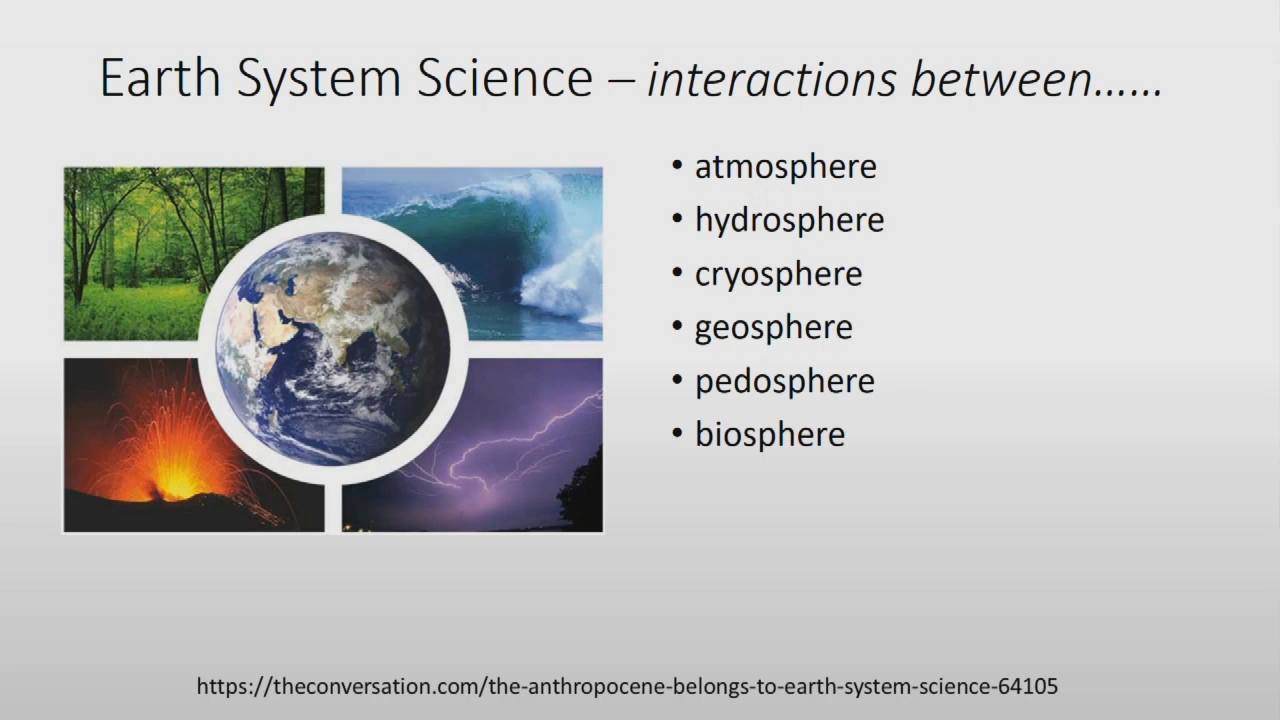 Earth System Science – interactions between......
• atmosphere
• hydrosphere
• cryosphere
• geosphere
• pedosphere
• biosphere
https://theconversation.com/the-anthropocene-belongs-to-earth-system-science-64105